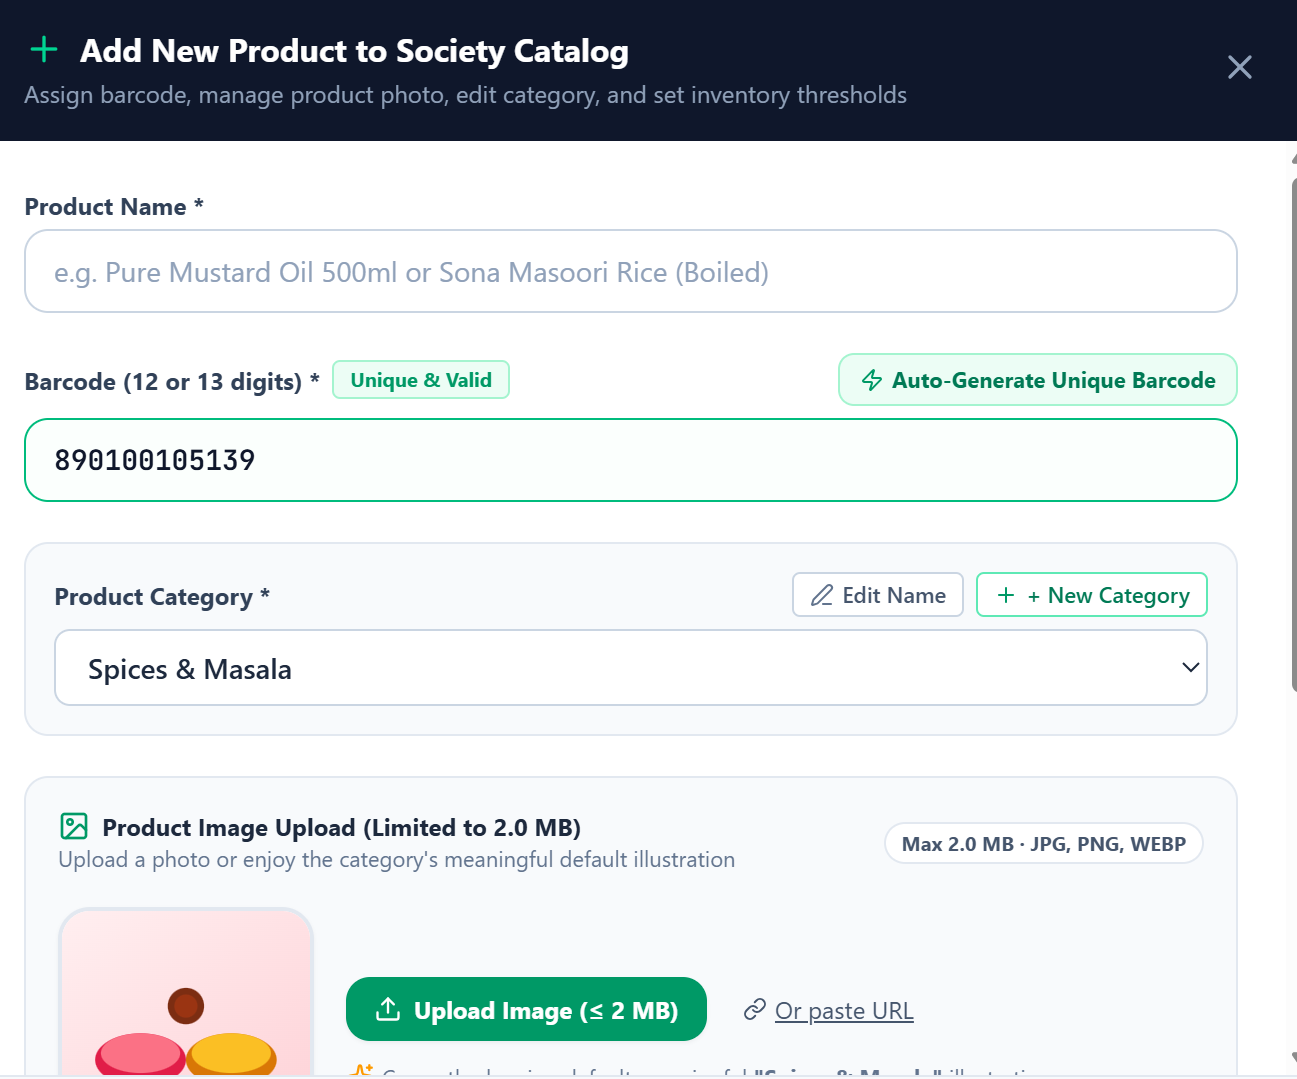 Add New Product to Society Catalog
Assign barcode, manage product photo, edit category, and set inventory thresholds
Product Name *
e.g. Pure Mustard Oil 500ml or Sona Masoori Rice (Boiled)
Barcode (12 or 13 digits) * Unique & Valid Auto-Generate Unique Barcode
890100105139
Product Category * Edit Name + New Category
Spices & Masala
Product Image Upload (Limited to 2.0 MB)
Upload a photo or enjoy the category's meaningful default illustration
Max 2.0 MB · JPG, PNG, WEBP
Upload Image (≤ 2 MB) Or paste URL